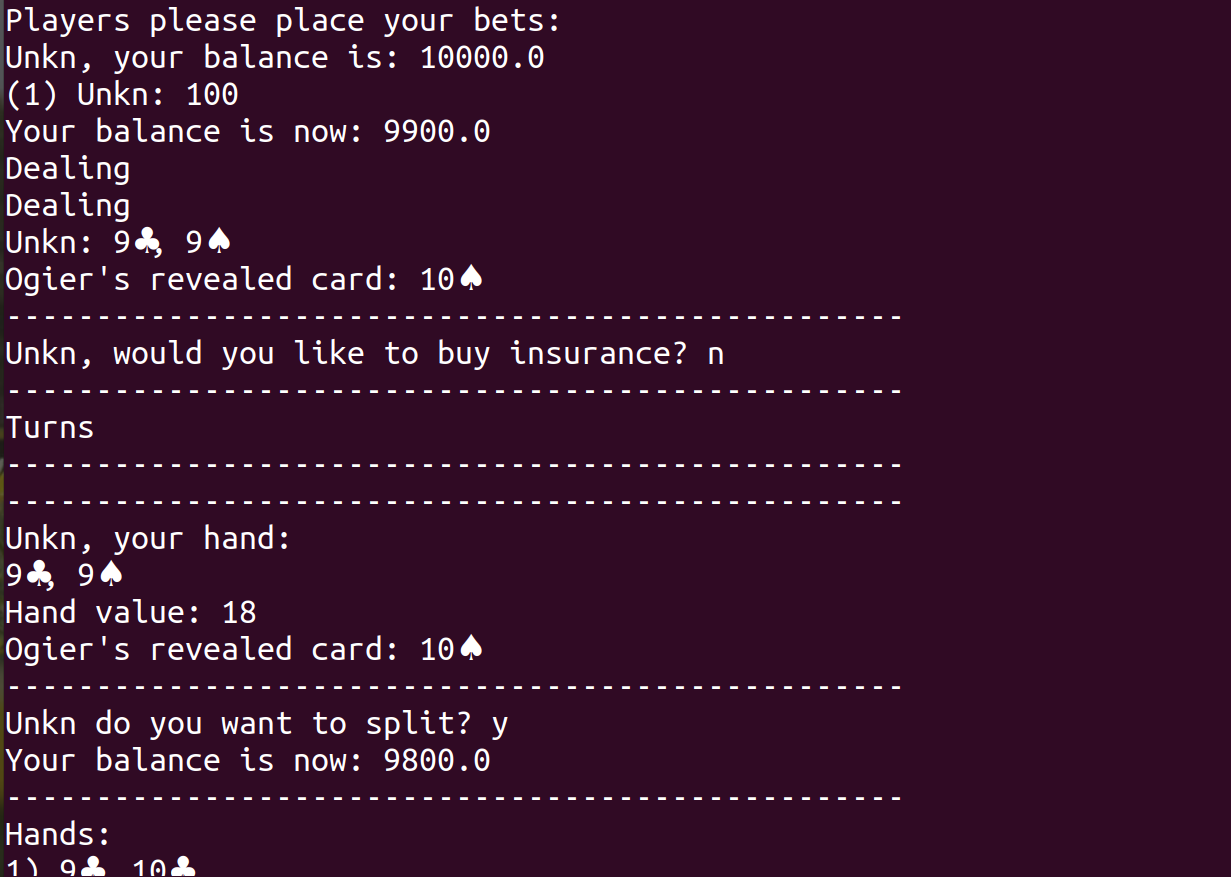 Players please place your bets:
Unkn, your balance is: 10000.0
(1) Unkn: 100
Your balance is now: 9900.0
Dealing
Dealing
Unkn: 9♣, 9♠
Ogier's revealed card: 10♠
--------------------------------------------------
Unkn, would you like to buy insurance? n
--------------------------------------------------
Turns
--------------------------------------------------
--------------------------------------------------
Unkn, your hand:
9♣, 9♠
Hand value: 18
Ogier's revealed card: 10♠
--------------------------------------------------
Unkn do you want to split? y
Your balance is now: 9800.0
--------------------------------------------------
Hands:
1) 9♣ 10♣